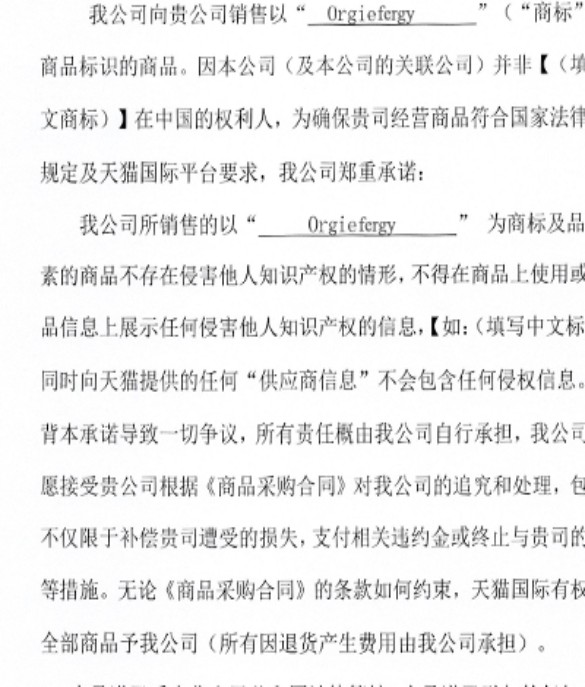 我公司向贵公司销售以“ Orgiefergy ”（“商标”
商品标识的商品。因本公司（及本公司的关联公司）并非【（填
文商标）】在中国的权利人，为确保贵司经营商品符合国家法律
规定及天猫国际平台要求，我公司郑重承诺：
我公司所销售的以“ Orgiefergy ” 为商标及品
素的商品不存在侵害他人知识产权的情形，不得在商品上使用或
品信息上展示任何侵害他人知识产权的信息，【如：（填写中文标
同时向天猫提供的任何“供应商信息”不会包含任何侵权信息。
背本承诺导致一切争议，所有责任概由我公司自行承担，我公司
愿接受贵公司根据《商品采购合同》对我公司的追究和处理，包
不仅限于补偿贵司遭受的损失，支付相关违约金或终止与贵司的
等措施。无论《商品采购合同》的条款如何约束，天猫国际有权
全部商品予我公司（所有因退货产生费用由我公司承担）。